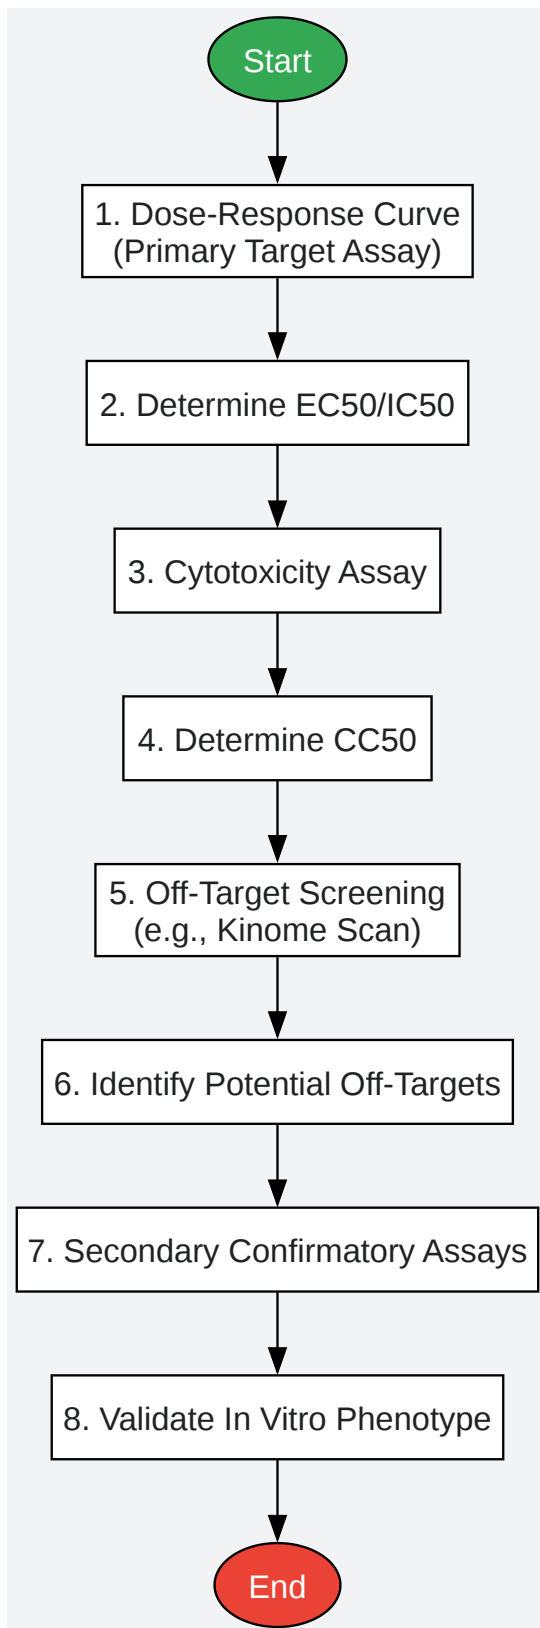 Start
1. Dose-Response Curve
(Primary Target Assay)
2. Determine EC50/IC50
3. Cytotoxicity Assay
4. Determine CC50
5. Off-Target Screening
(e.g., Kinome Scan)
6. Identify Potential Off-Targets
7. Secondary Confirmatory Assays
8. Validate In Vitro Phenotype
End